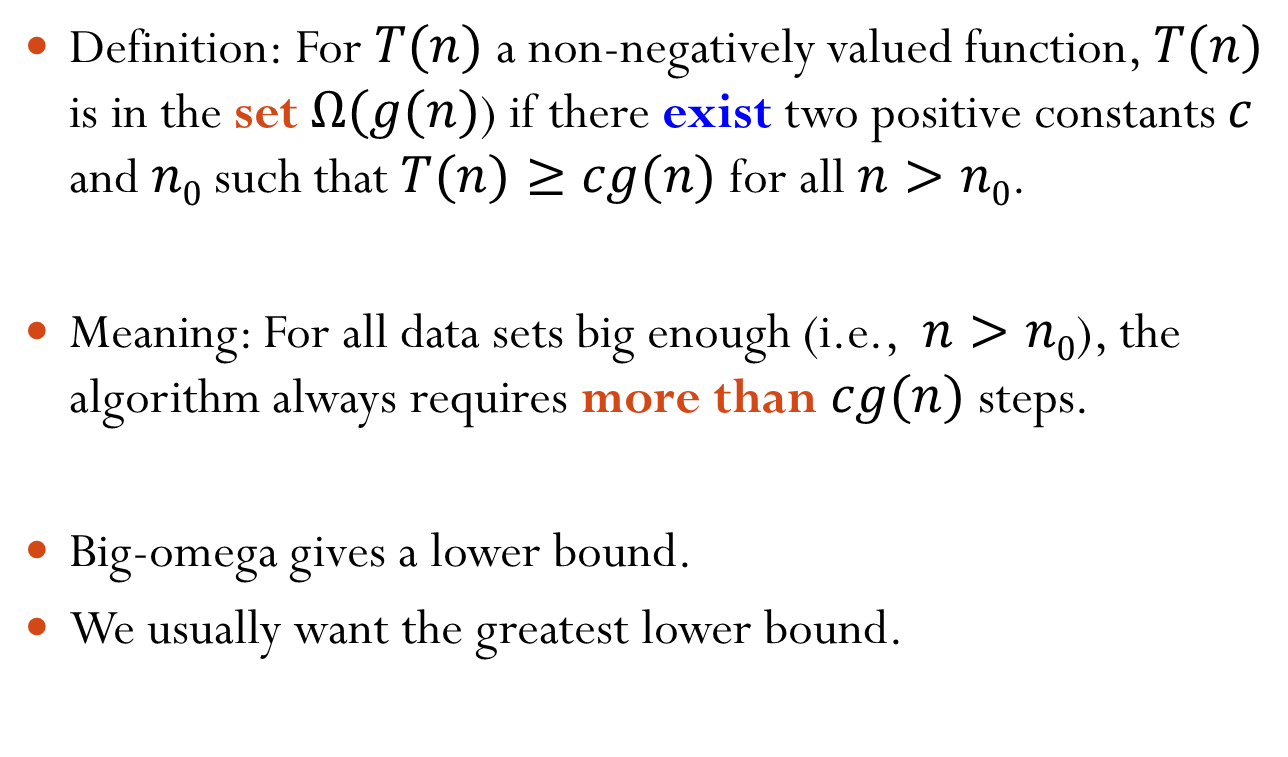 • Definition: For T(n) a non-negatively valued function, T(n)
is in the set Ω(g(n)) if there exist two positive constants c
and n₀ such that T(n) ≥ cg(n) for all n > n₀.
• Meaning: For all data sets big enough (i.e., n > n₀), the
algorithm always requires more than cg(n) steps.
• Big-omega gives a lower bound.
• We usually want the greatest lower bound.